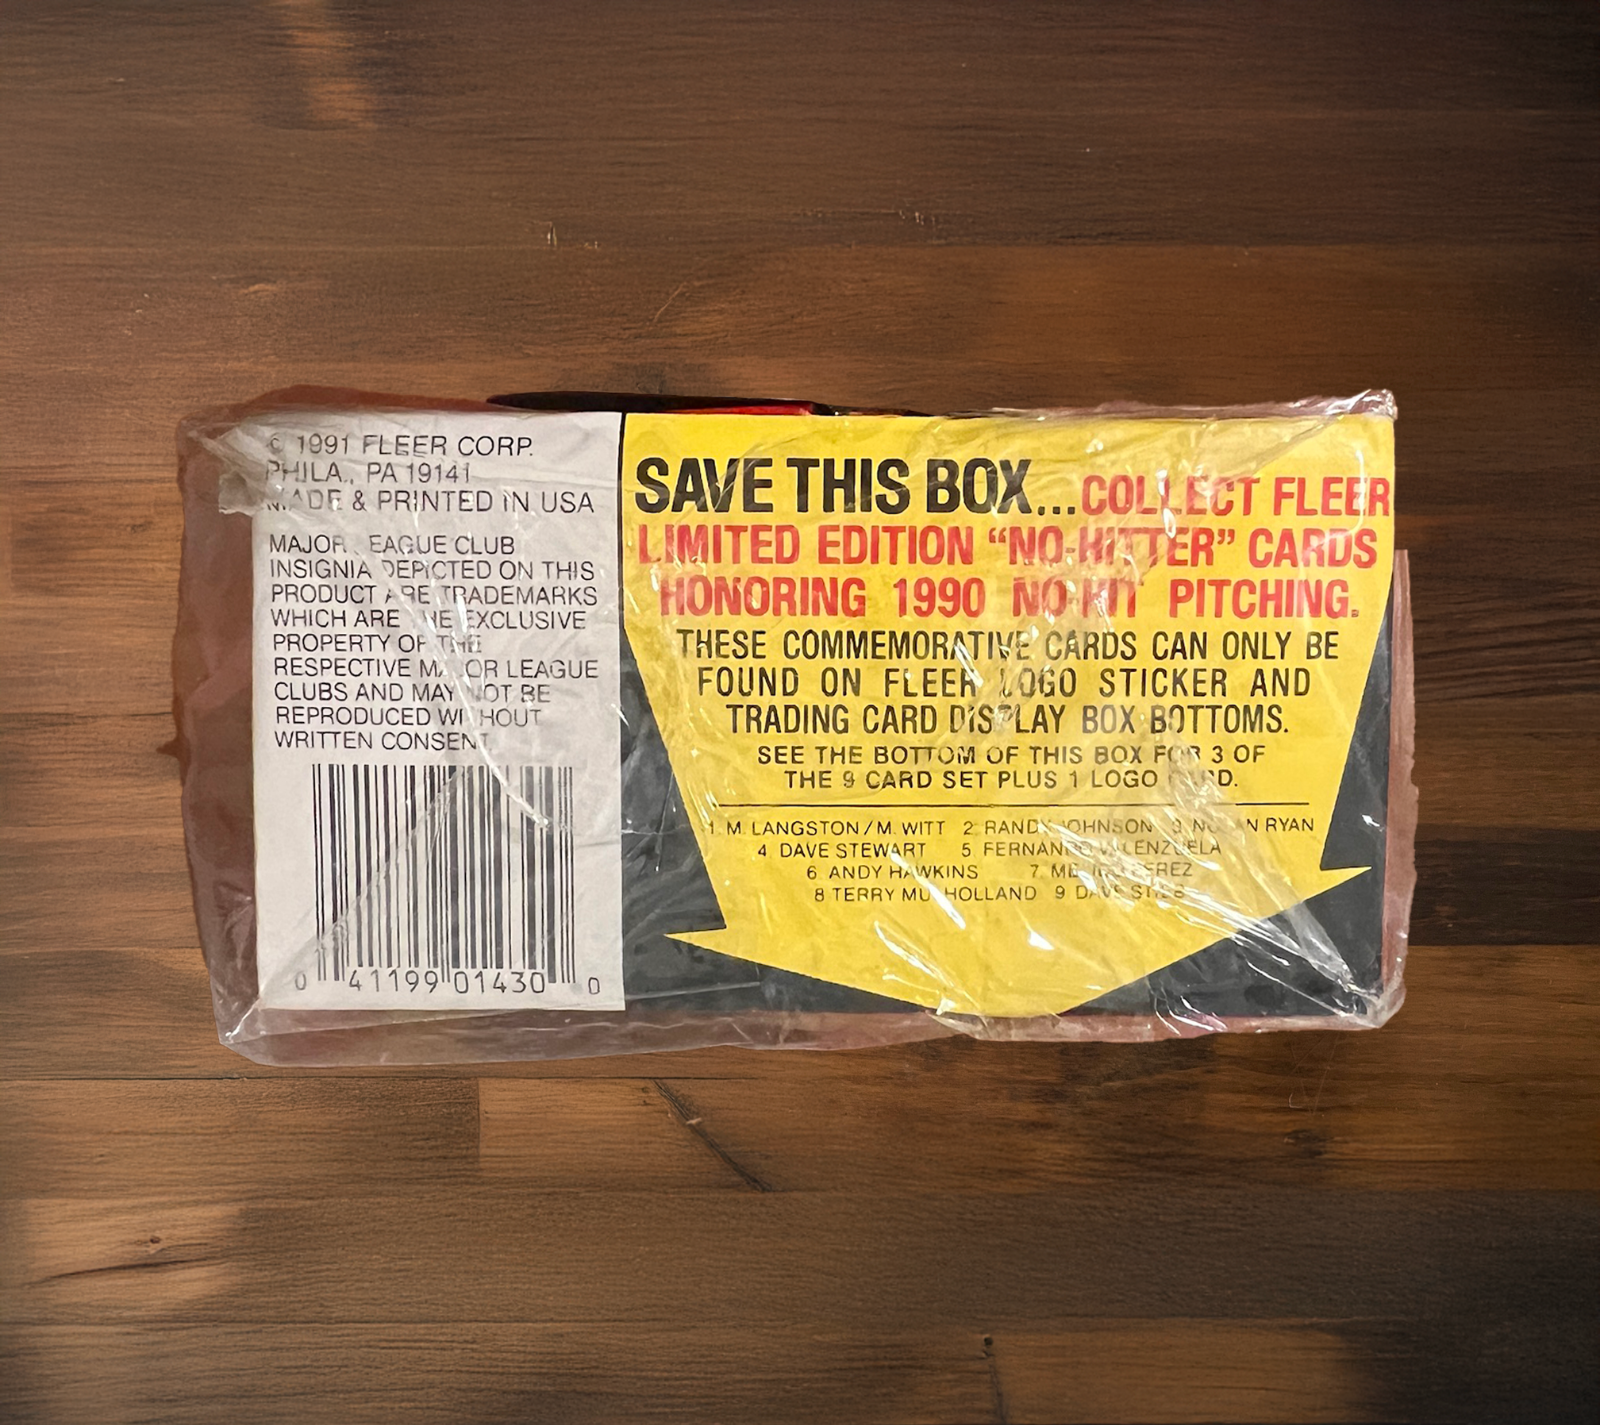 © 1991 FLEER CORP.
PHILA., PA 19141
MADE & PRINTED IN USA
MAJOR LEAGUE CLUB
INSIGNIA DEPICTED ON THIS
PRODUCT ARE TRADEMARKS
WHICH ARE THE EXCLUSIVE
PROPERTY OF THE
RESPECTIVE MAJOR LEAGUE
CLUBS AND MAY NOT BE
REPRODUCED WITHOUT
WRITTEN CONSENT.
0 41199 01430 0
SAVE THIS BOX...COLLECT FLEER
LIMITED EDITION “NO-HITTER” CARDS
HONORING 1990 NO-HIT PITCHING.
THESE COMMEMORATIVE CARDS CAN ONLY BE
FOUND ON FLEER LOGO STICKER AND
TRADING CARD DISPLAY BOX BOTTOMS.
SEE THE BOTTOM OF THIS BOX FOR 3 OF
THE 9 CARD SET PLUS 1 LOGO CARD.
1. M. LANGSTON/M. WITT 2. RANDY JOHNSON 3. NOLAN RYAN
4. DAVE STEWART 5. FERNANDO VALENZUELA
6 ANDY HAWKINS 7. MELIDO PEREZ
8 TERRY MULHOLLAND 9 DAVE STIEB